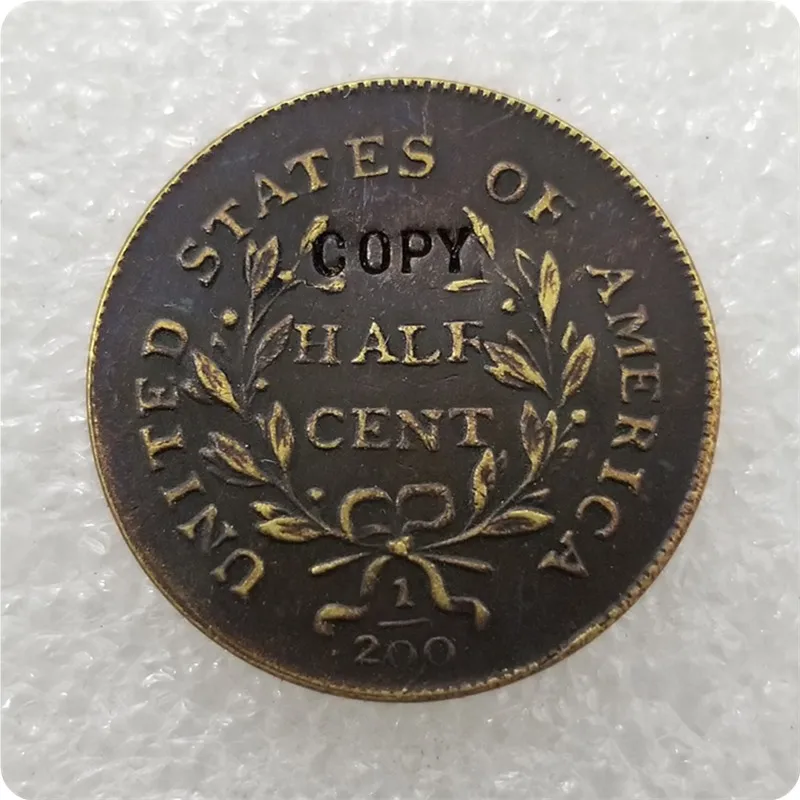 UNITED STATES OF AMERICA
COPY
HALF
CENT
1
200